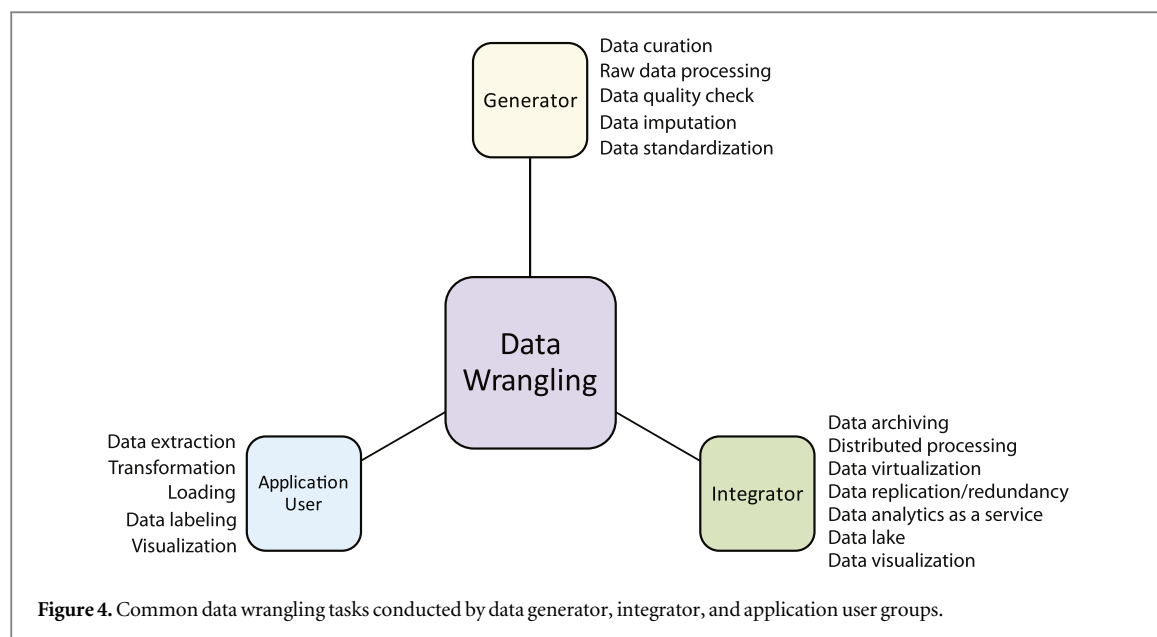 Generator
Data curation
Raw data processing
Data quality check
Data imputation
Data standardization
Data
Wrangling
Data extraction
Transformation
Loading
Data labeling
Visualization
Application
User
Integrator
Data archiving
Distributed processing
Data virtualization
Data replication/redundancy
Data analytics as a service
Data lake
Data visualization
Figure 4. Common data wrangling tasks conducted by data generator, integrator, and application user groups.